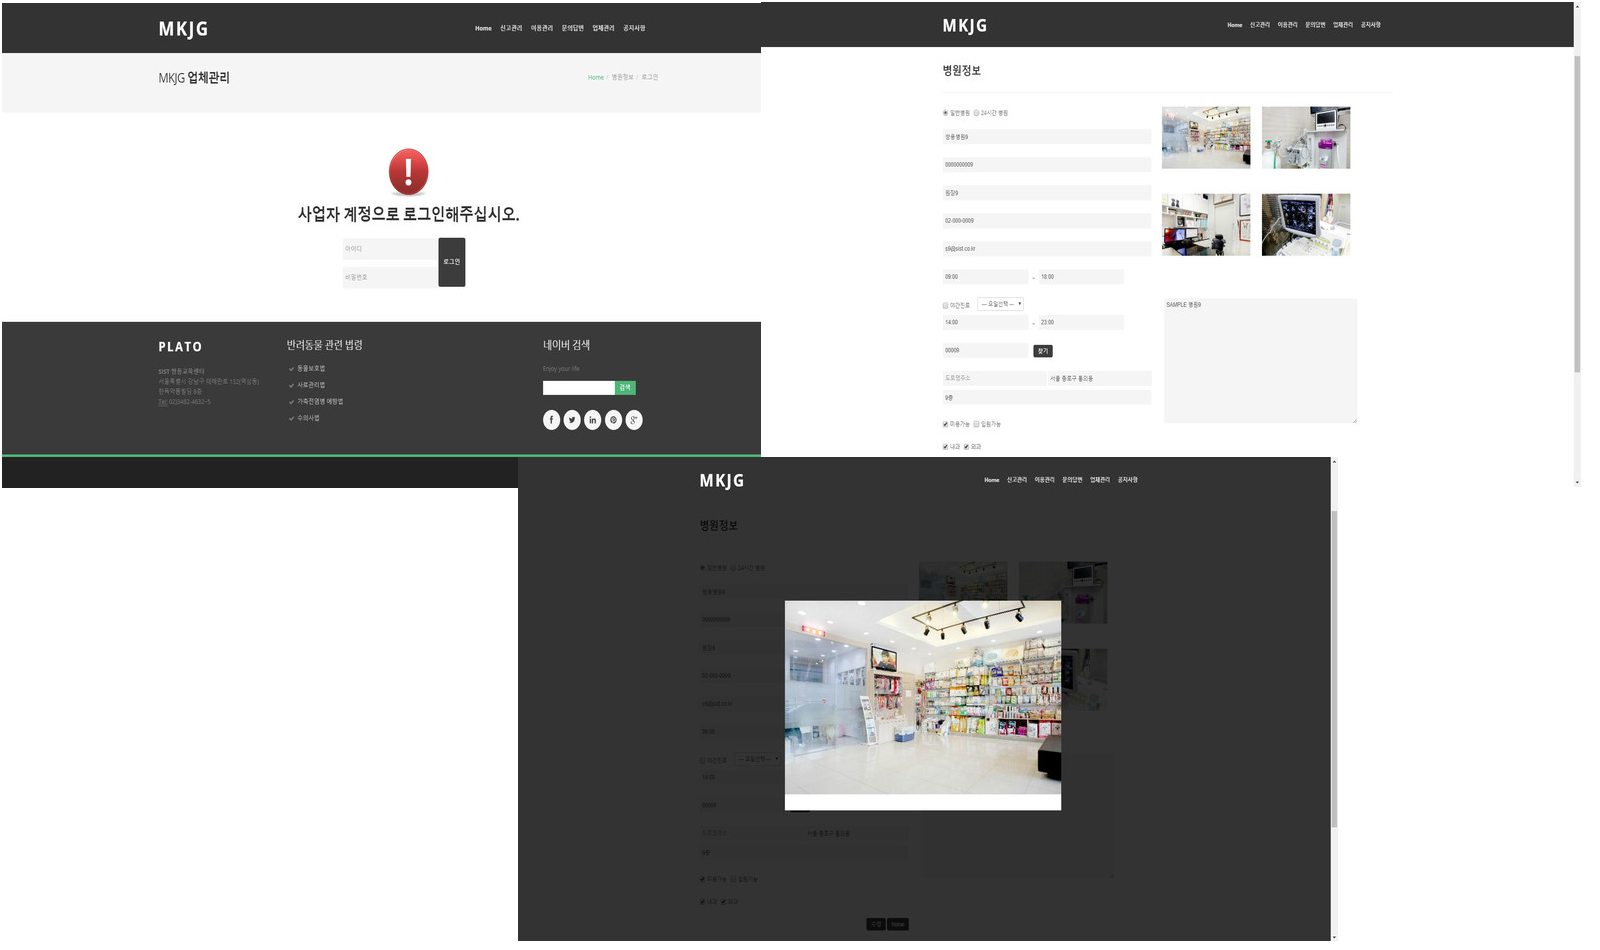 MKJG
Home 신고관리 이용관리 문의답변 업체관리 공지사항
MKJG 업체관리
Home / 병원정보 / 로그인
사업자 계정으로 로그인해주십시오.
아이디
비밀번호
로그인
PLATO
SIST 쌍용교육센터
서울특별시 강남구 테헤란로 132(역삼동)
한독약품빌딩 8층
Tel: 02)3482-4632~5
반려동물 관련 법령
동물보호법
사료관리법
가축전염병 예방법
수의사법
네이버 검색
Enjoy your life
검색
MKJG
Home 신고관리 이용관리 문의답변 업체관리 공지사항
병원정보
일반병원 24시간 병원
쌍용병원9
0000000009
원장9
02-000-0009
s9@sist.co.kr
09:00 ~ 18:00
야간진료 --- 요일선택 ---
14:00 ~ 23:00
00009 찾기
도로명주소 서울 종로구 홍파동
9층
미용가능 입원가능
내과 외과
SAMPLE 병원9
MKJG
Home 신고관리 이용관리 문의답변 업체관리 공지사항
병원정보
일반병원 24시간 병원
쌍용병원9
원장9
02-000-0009
09:00
야간진료 --- 요일선택 ---
14:00
00009
도로명주소 서울 종로구 홍파동
9층
미용가능 입원가능
내과 외과
수정